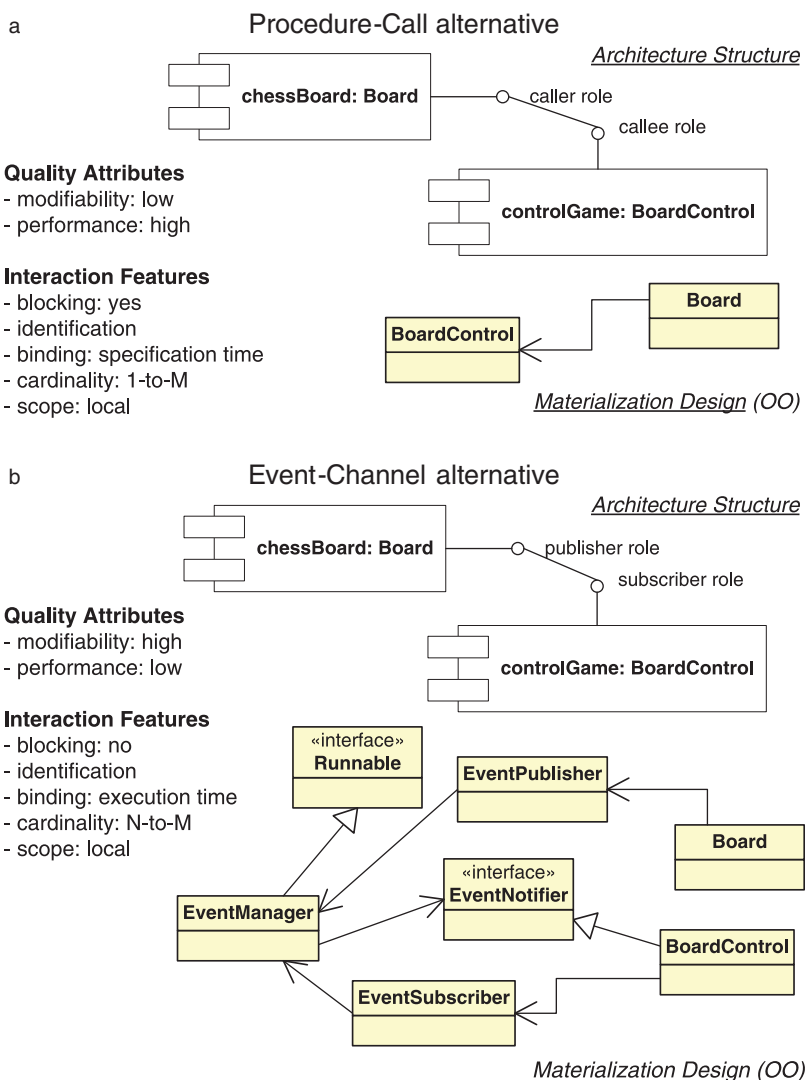 a
Procedure-Call alternative
Architecture Structure
chessBoard: Board
caller role
callee role
controlGame: BoardControl
Quality Attributes
- modifiability: low
- performance: high
Interaction Features
- blocking: yes
- identification
- binding: specification time
- cardinality: 1-to-M
- scope: local
Board
BoardControl
Materialization Design (OO)
b
Event-Channel alternative
Architecture Structure
chessBoard: Board
publisher role
subscriber role
controlGame: BoardControl
Quality Attributes
- modifiability: high
- performance: low
Interaction Features
- blocking: no
- identification
- binding: execution time
- cardinality: N-to-M
- scope: local
«interface»
Runnable
EventPublisher
Board
«interface»
EventNotifier
EventManager
BoardControl
EventSubscriber
Materialization Design (OO)